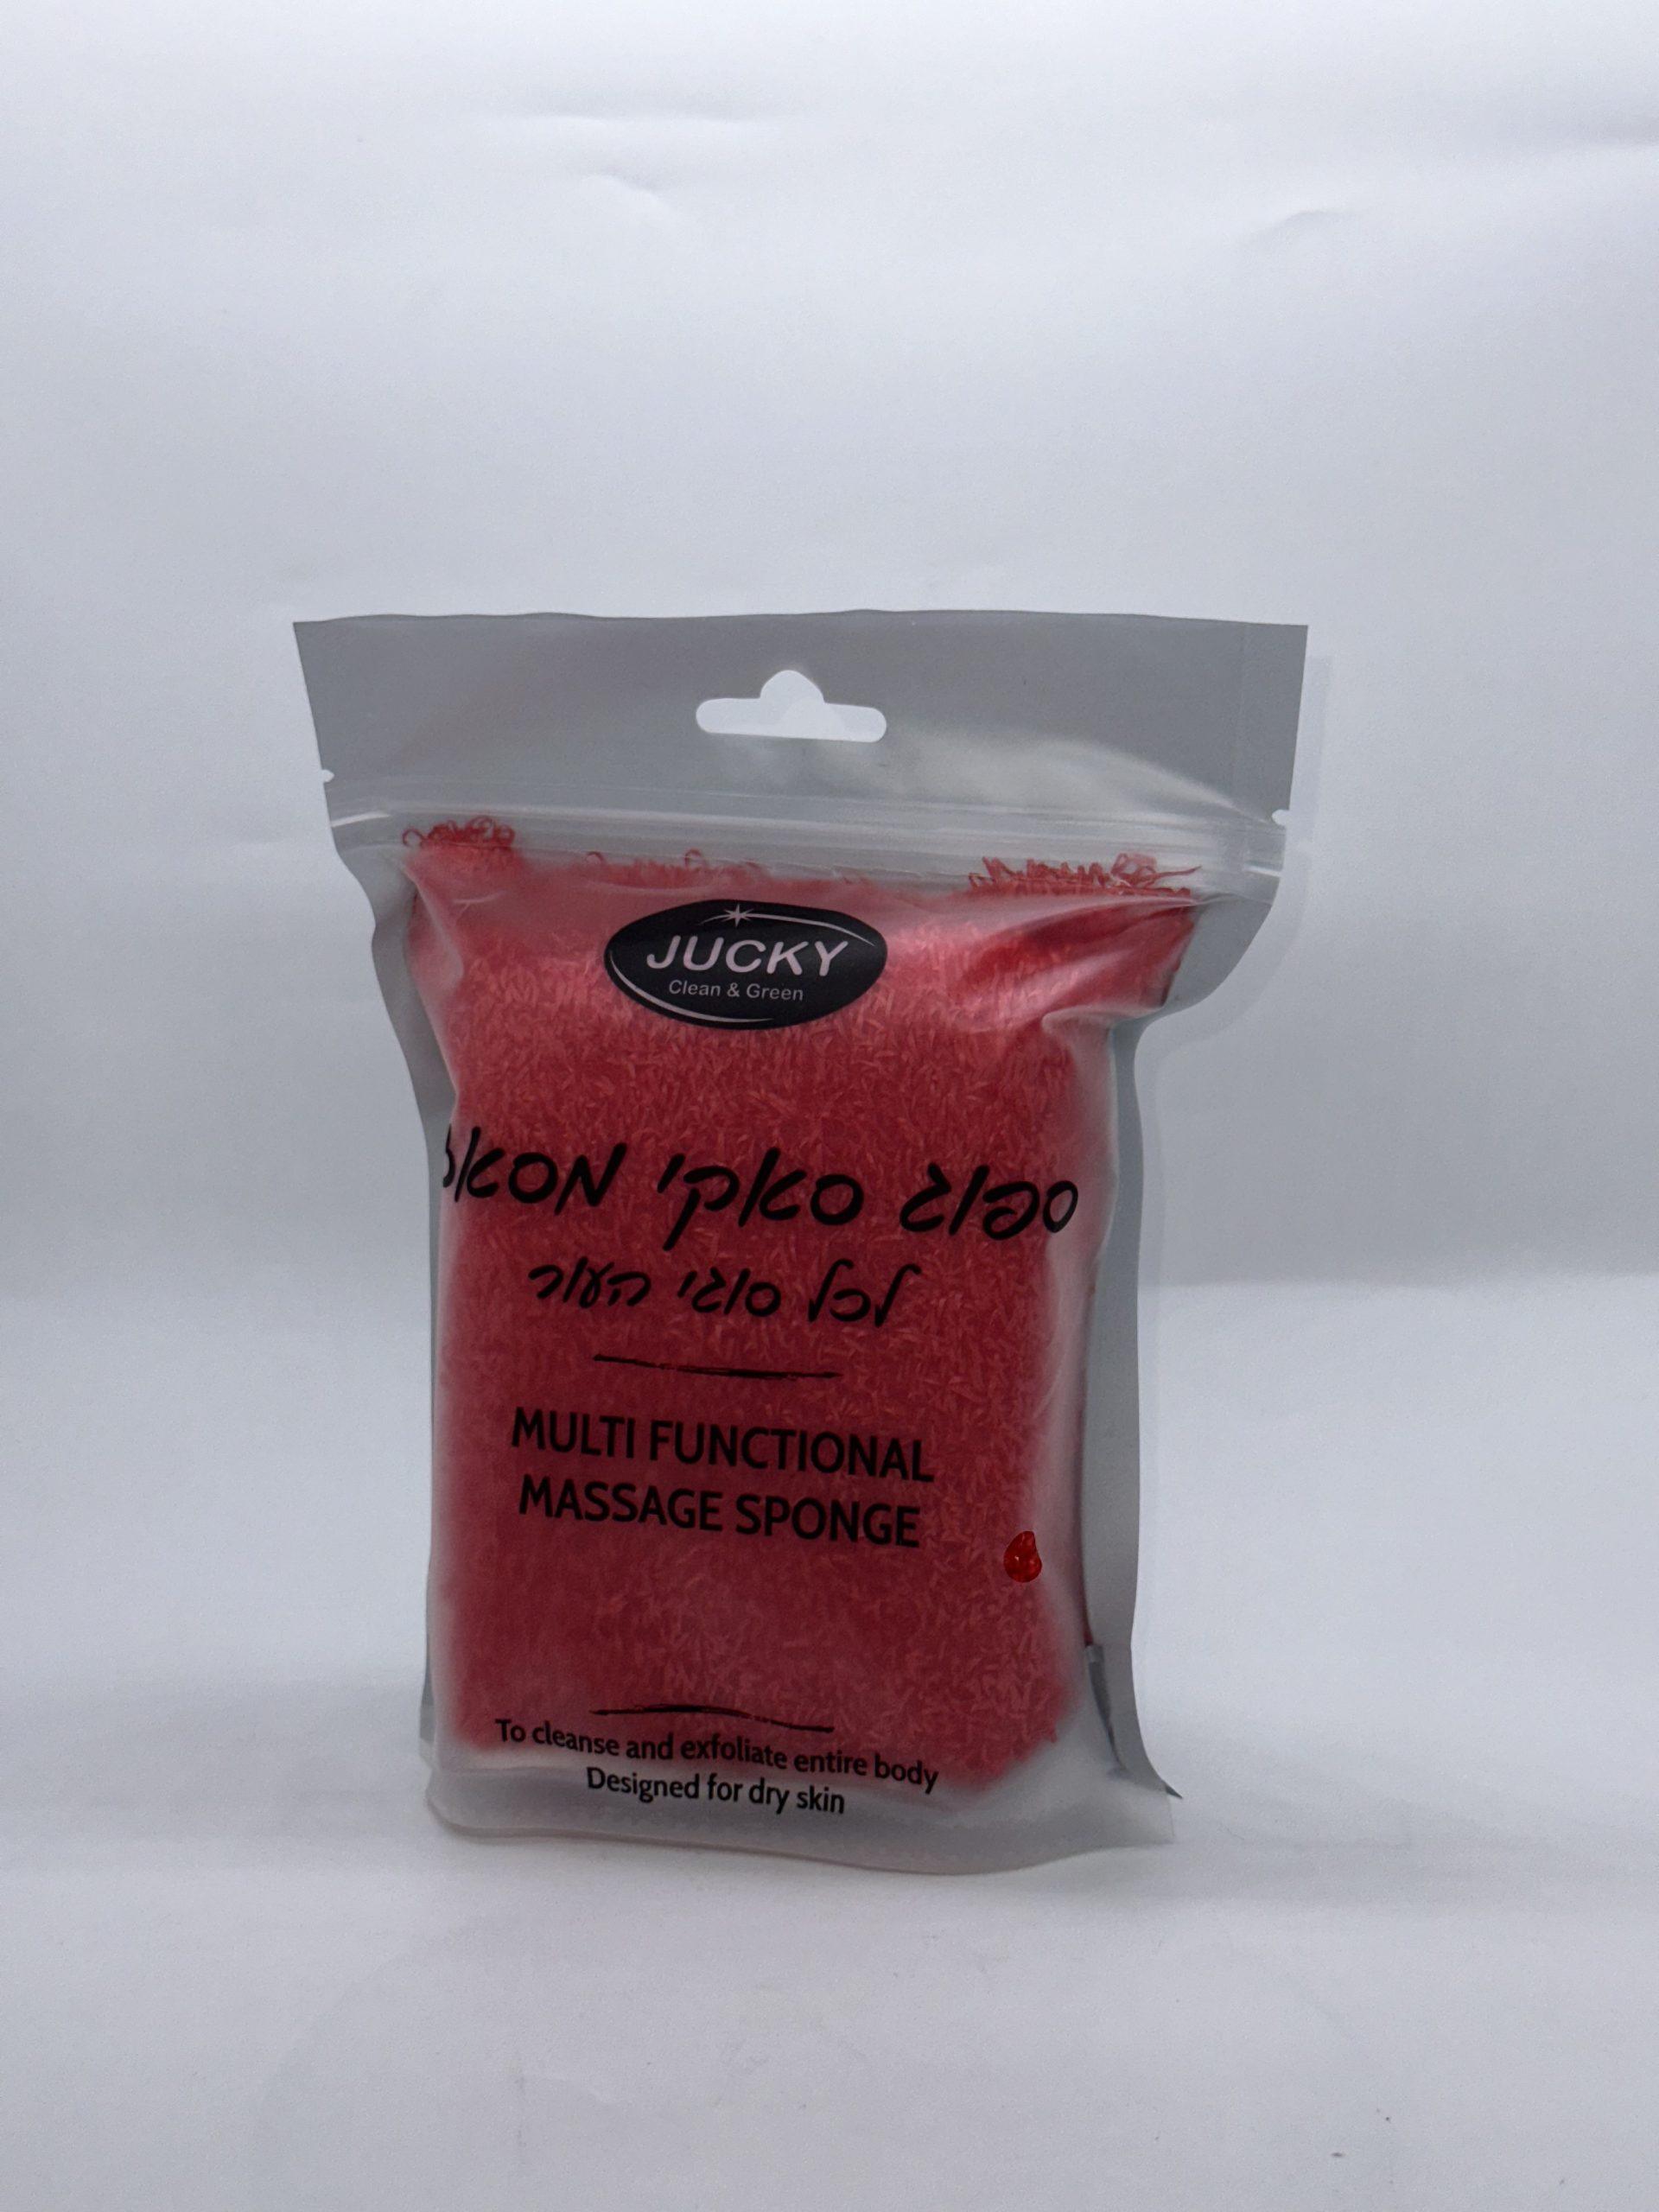 JUCKY
Clean & Green
ספוג סאקי
לכל סוגי העור
MULTI FUNCTIONAL
MASSAGE SPONGE
To cleanse and exfoliate entire body
Designed for dry skin